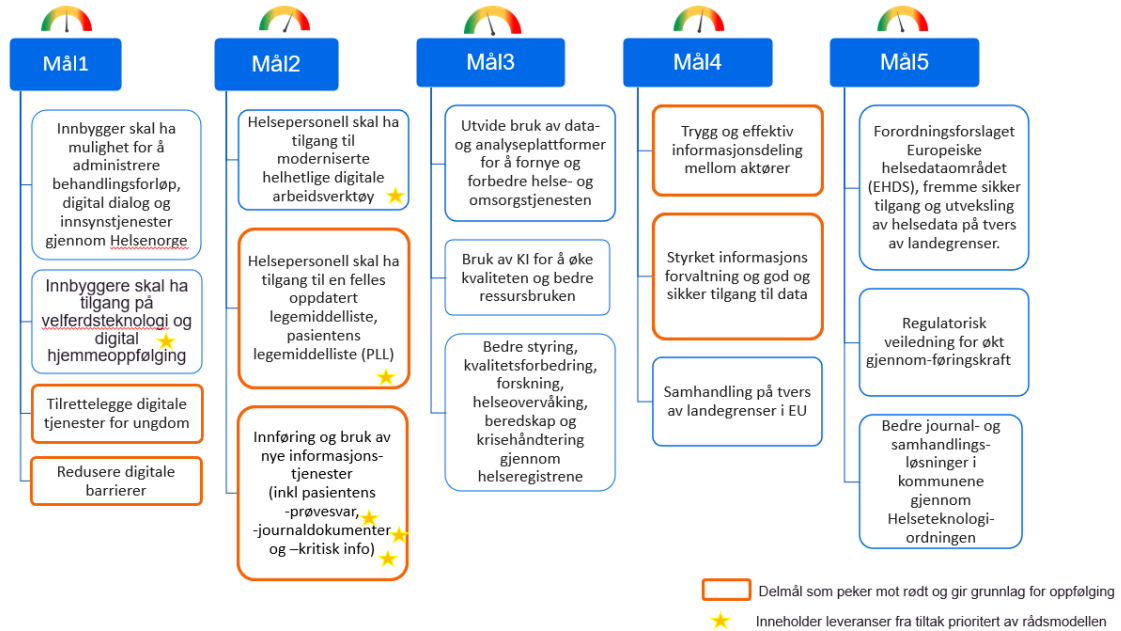 Mål1
Innbygger skal ha
mulighet for å
administrere
behandlingsforløp,
digital dialog og
innsynstjenester
gjennom Helsenorge
Innbyggere skal ha
tilgang på
velferdsteknologi og
digital
hjemmeoppfølging
Tilrettelegge digitale
tjenester for ungdom
Redusere digitale
barrierer
Mål2
Helsepersonell skal ha
tilgang til
moderniserte
helhetlige digitale
arbeidsverktøy
Helsepersonell skal ha
tilgang til en felles
oppdatert
legemiddelliste,
pasientens
legemiddelliste (PLL)
Innføring og bruk av
nye informasjons-
tjenester
(inkl pasientens
-prøvesvar,
-journaldokumenter
og –kritisk info)
Mål3
Utvide bruk av data-
og analyseplattformer
for å fornye og
forbedre helse- og
omsorgstjenesten
Bruk av KI for å øke
kvaliteten og bedre
ressursbruken
Bedre styring,
kvalitetsforbedring,
forskning,
helseovervåking,
beredskap og
krisehåndtering
gjennom
helseregistrene
Mål4
Trygg og effektiv
informasjonsdeling
mellom aktører
Styrket informasjons
forvaltning og god og
sikker tilgang til data
Samhandling på tvers
av landegrenser i EU
Mål5
Forordningsforslaget
Europeiske
helsedataområdet
(EHDS), fremme sikker
tilgang og utveksling
av helsedata på tvers
av landegrenser.
Regulatorisk
veiledning for økt
gjennom-føringskraft
Bedre journal- og
samhandlings-
løsninger i
kommunene
gjennom
Helseteknologi-
ordningen
Delmål som peker mot rødt og gir grunnlag for oppfølging
Inneholder leveranser fra tiltak prioritert av rådsmodellen